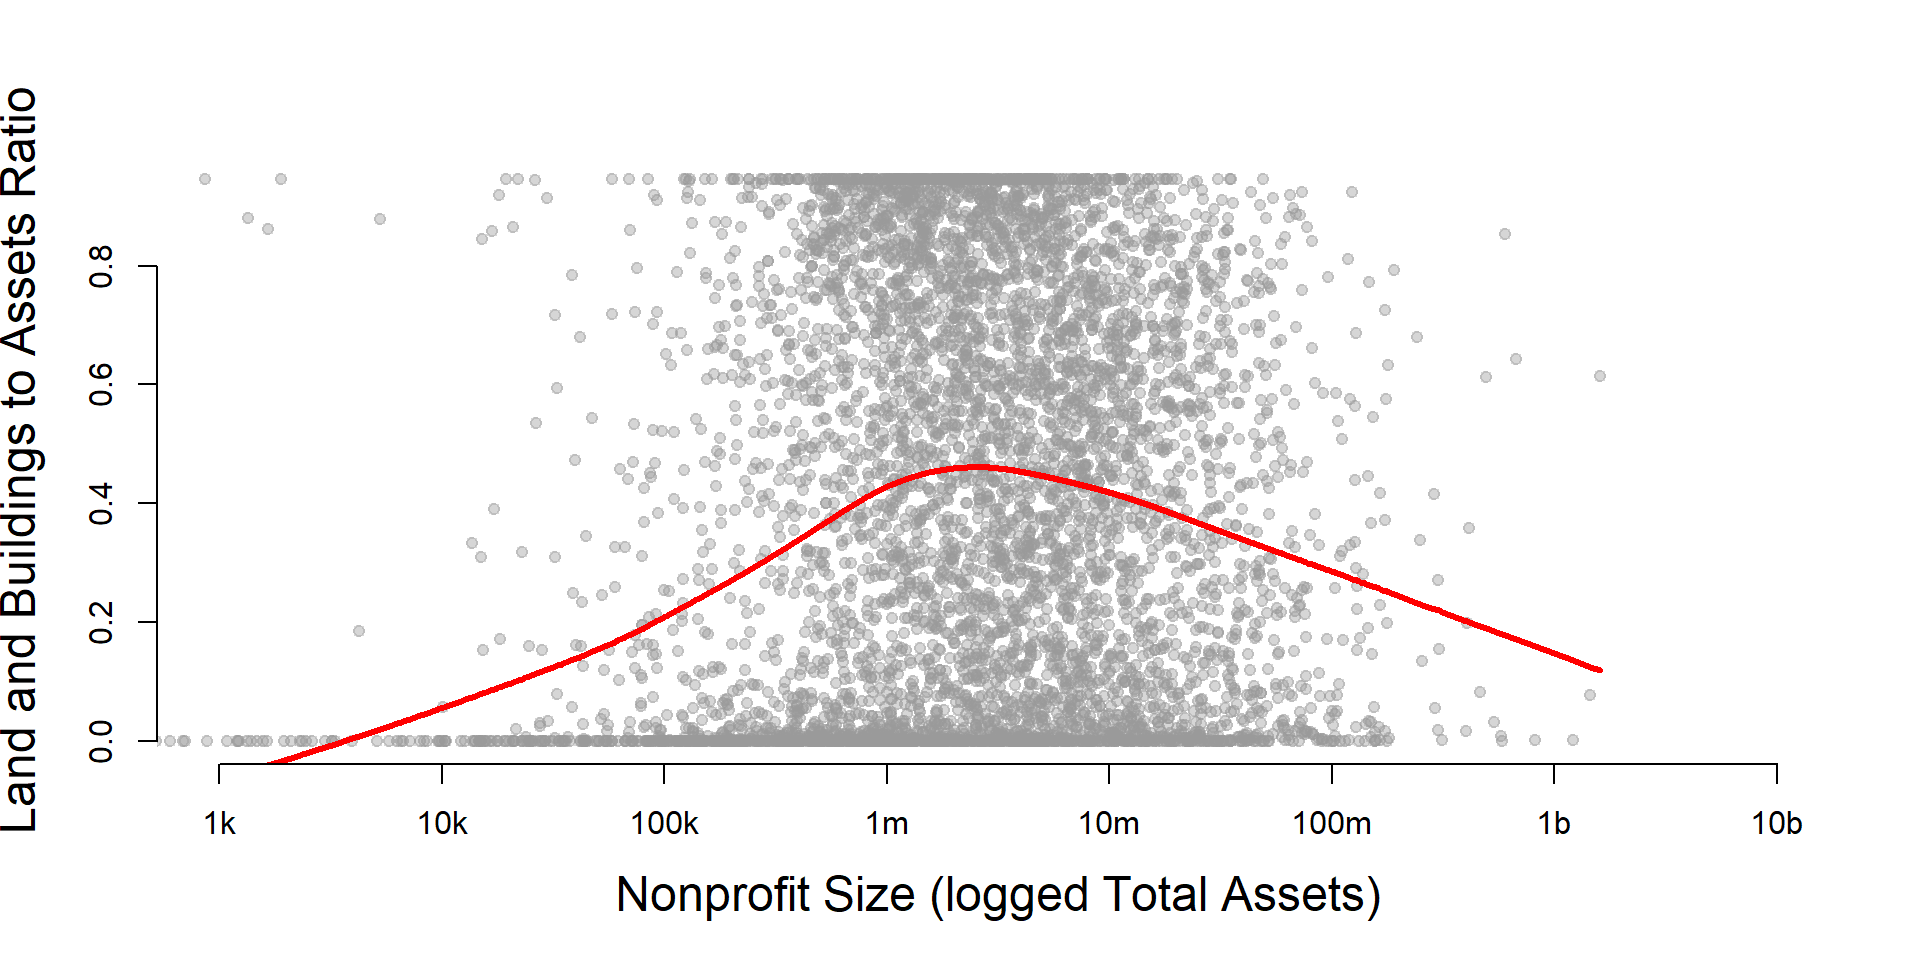 Land and Buildings to Assets Ratio
0.8
0.6
0.4
0.2
0.0
1k 10k 100k 1m 10m 100m 1b 10b
Nonprofit Size (logged Total Assets)